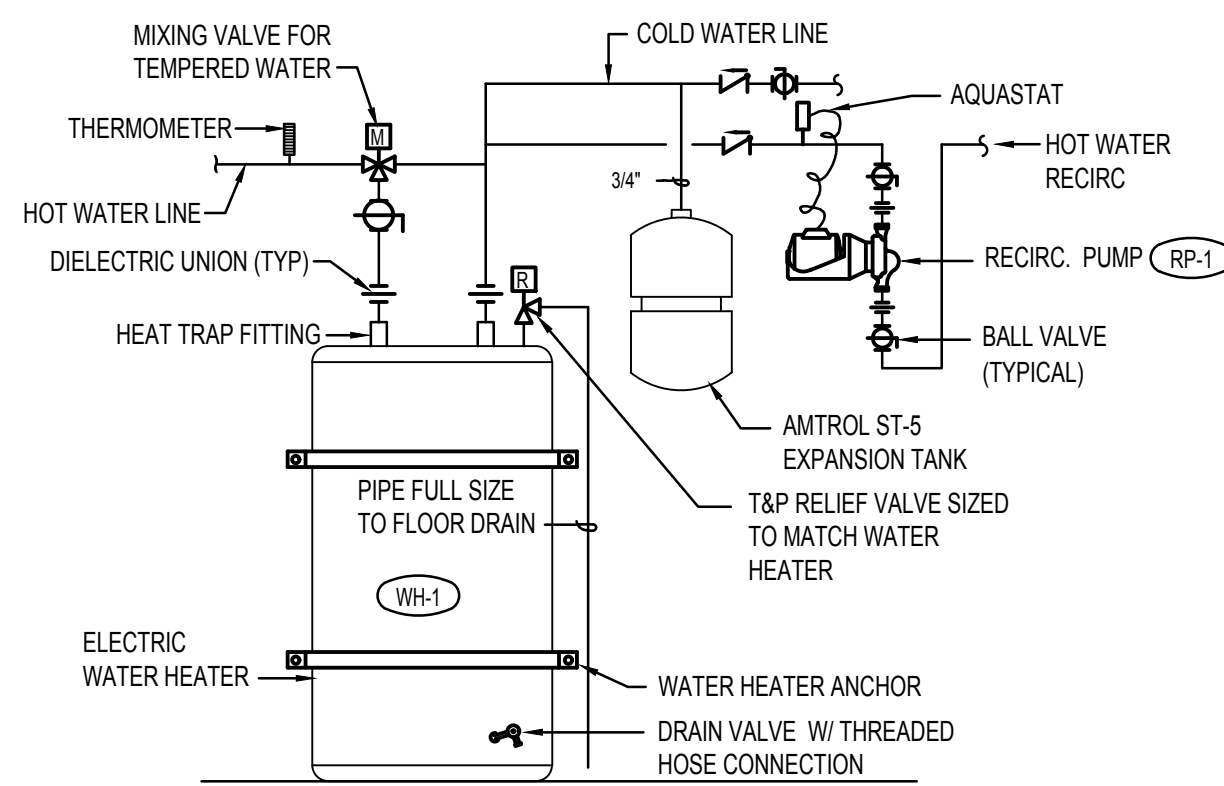 MIXING VALVE FOR
TEMPERED WATER
COLD WATER LINE
THERMOMETER
M
AQUASTAT
HOT WATER
RECIRC
3/4"
HOT WATER LINE
DIELECTRIC UNION (TYP)
R
RECIRC. PUMP RP-1
HEAT TRAP FITTING
BALL VALVE
(TYPICAL)
AMTROL ST-5
EXPANSION TANK
PIPE FULL SIZE
TO FLOOR DRAIN
T&P RELIEF VALVE SIZED
TO MATCH WATER
HEATER
WH-1
ELECTRIC
WATER HEATER
WATER HEATER ANCHOR
DRAIN VALVE W/ THREADED
HOSE CONNECTION